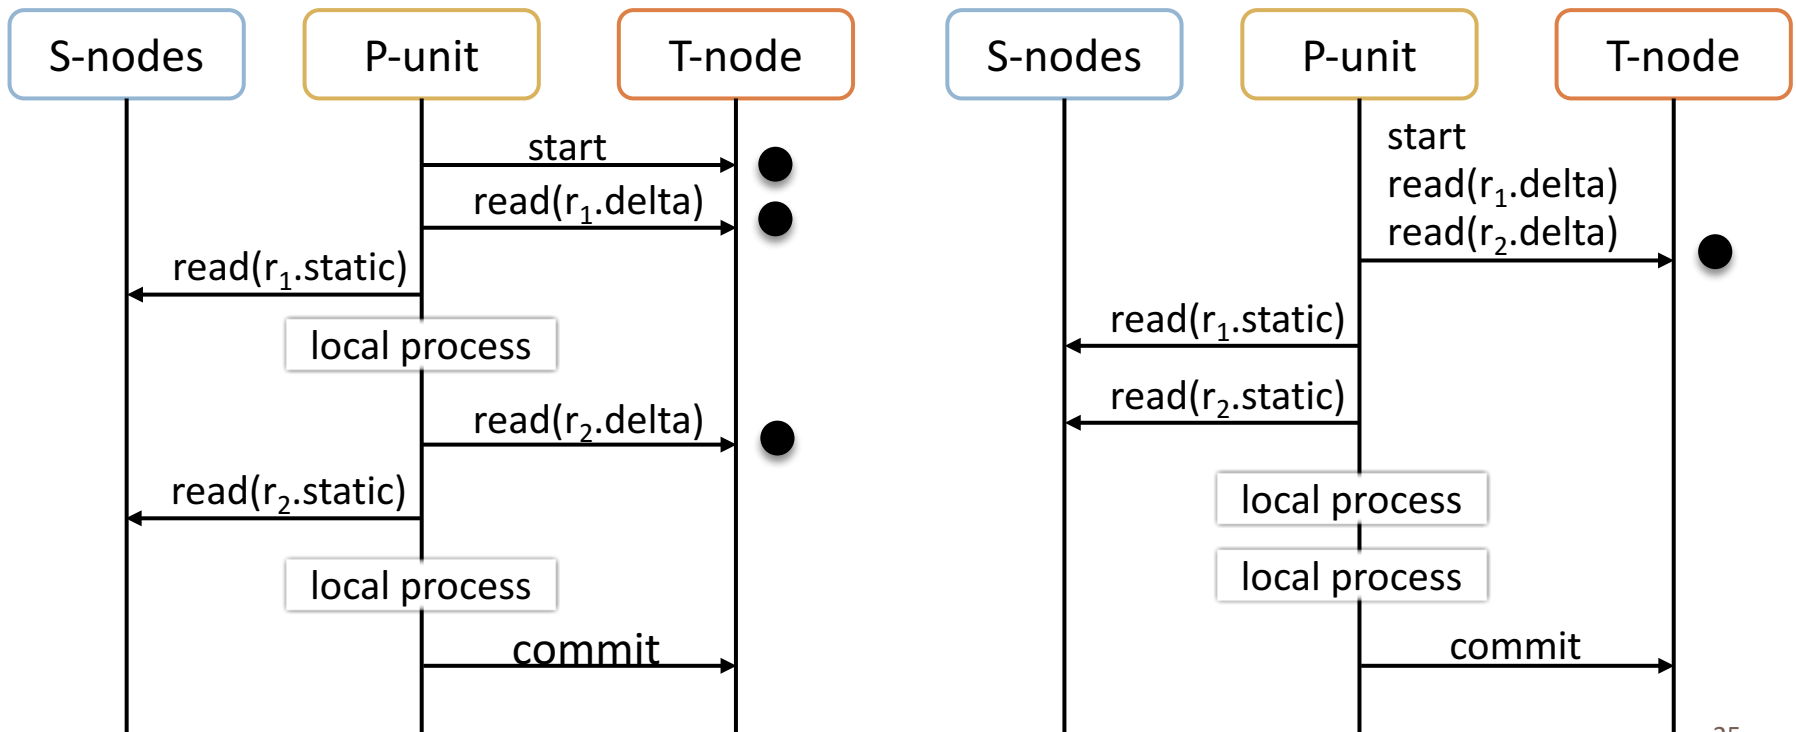 S-nodes P-unit T-node
start
read(r₁.delta)
read(r₁.static)
local process
read(r₂.delta)
read(r₂.static)
local process
commit
S-nodes P-unit T-node
start
read(r₁.delta)
read(r₂.delta)
read(r₁.static)
read(r₂.static)
local process
local process
commit